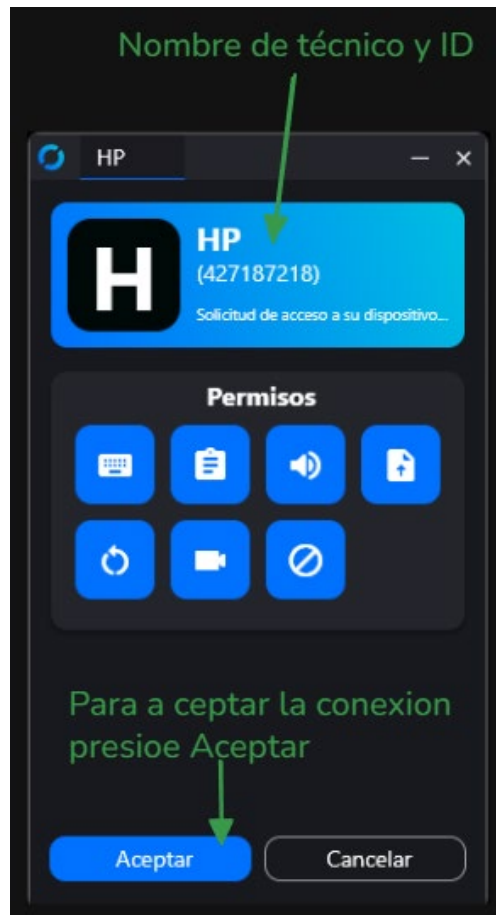 Nombre de técnico y ID
HP
HP
(427187218)
Solicitud de acceso a su dispositivo...
Permisos
Para a ceptar la conexion
presioe Aceptar
Aceptar
Cancelar